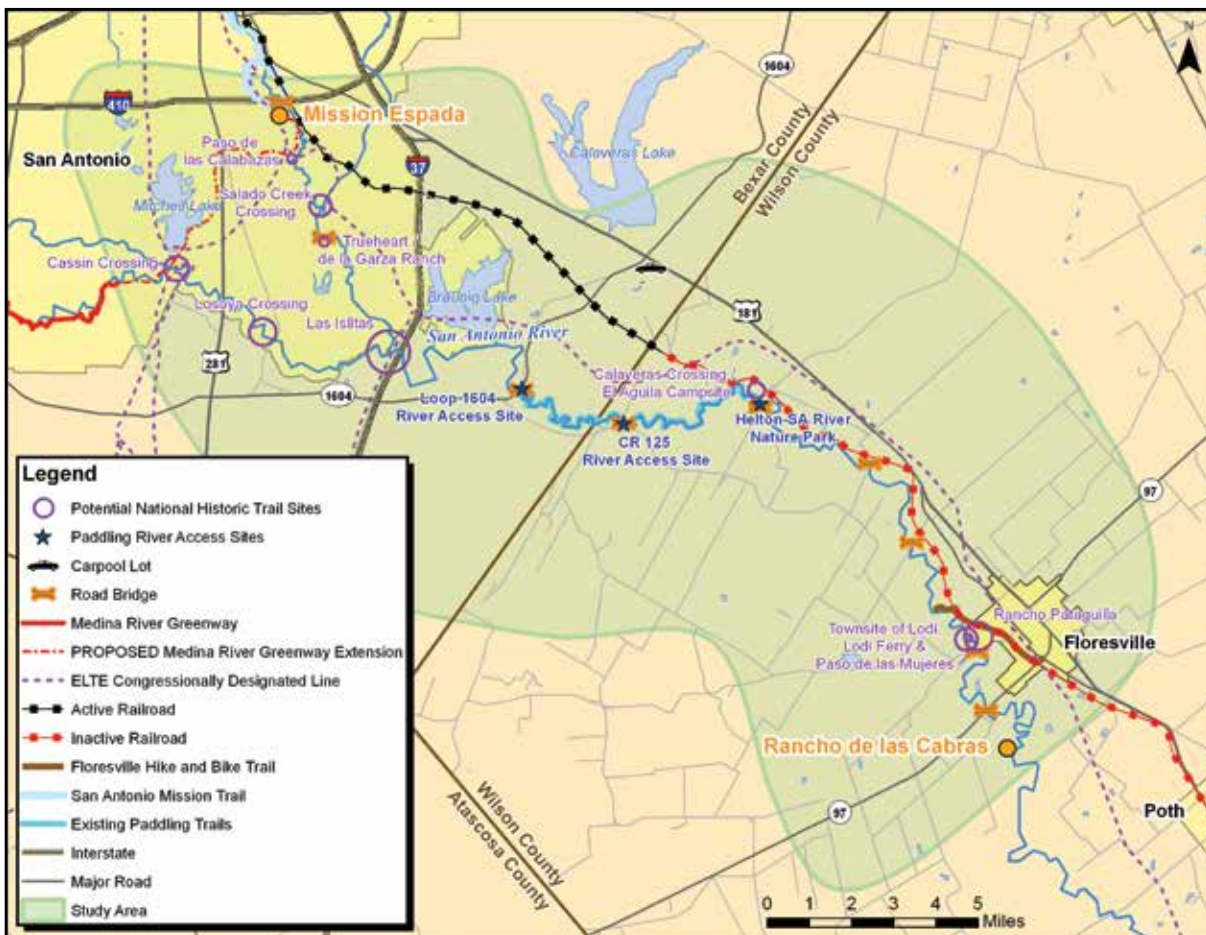 N
1604
410
Mission Espada
San Antonio
Paso de
las Calabazas
37
Calaveras Lake
Bexar County
Wilson County
Salado Creek
Crossing
Mitchell Lake
Trueheart
de la Garza Ranch
Cassin Crossing
Losoya Crossing
Las Islitas
Braunig Lake
San Antonio River
181
281
1604
Calaveras Crossing /
El Aguila Campsite
Loop-1604
River Access Site
CR 125
River Access Site
Helton-SA River
Nature Park
97
Rancho Pataguilla
Townsite of Lodi
Lodi Ferry &
Paso de las Mujeres
Floresville
Rancho de las Cabras
97
Poth
Wilson County
Atascosa County
Legend
Potential National Historic Trail Sites
Paddling River Access Sites
Carpool Lot
Road Bridge
Medina River Greenway
PROPOSED Medina River Greenway Extension
ELTE Congressionally Designated Line
Active Railroad
Inactive Railroad
Floresville Hike and Bike Trail
San Antonio Mission Trail
Existing Paddling Trails
Interstate
Major Road
Study Area
0 1 2 3 4 5
Miles